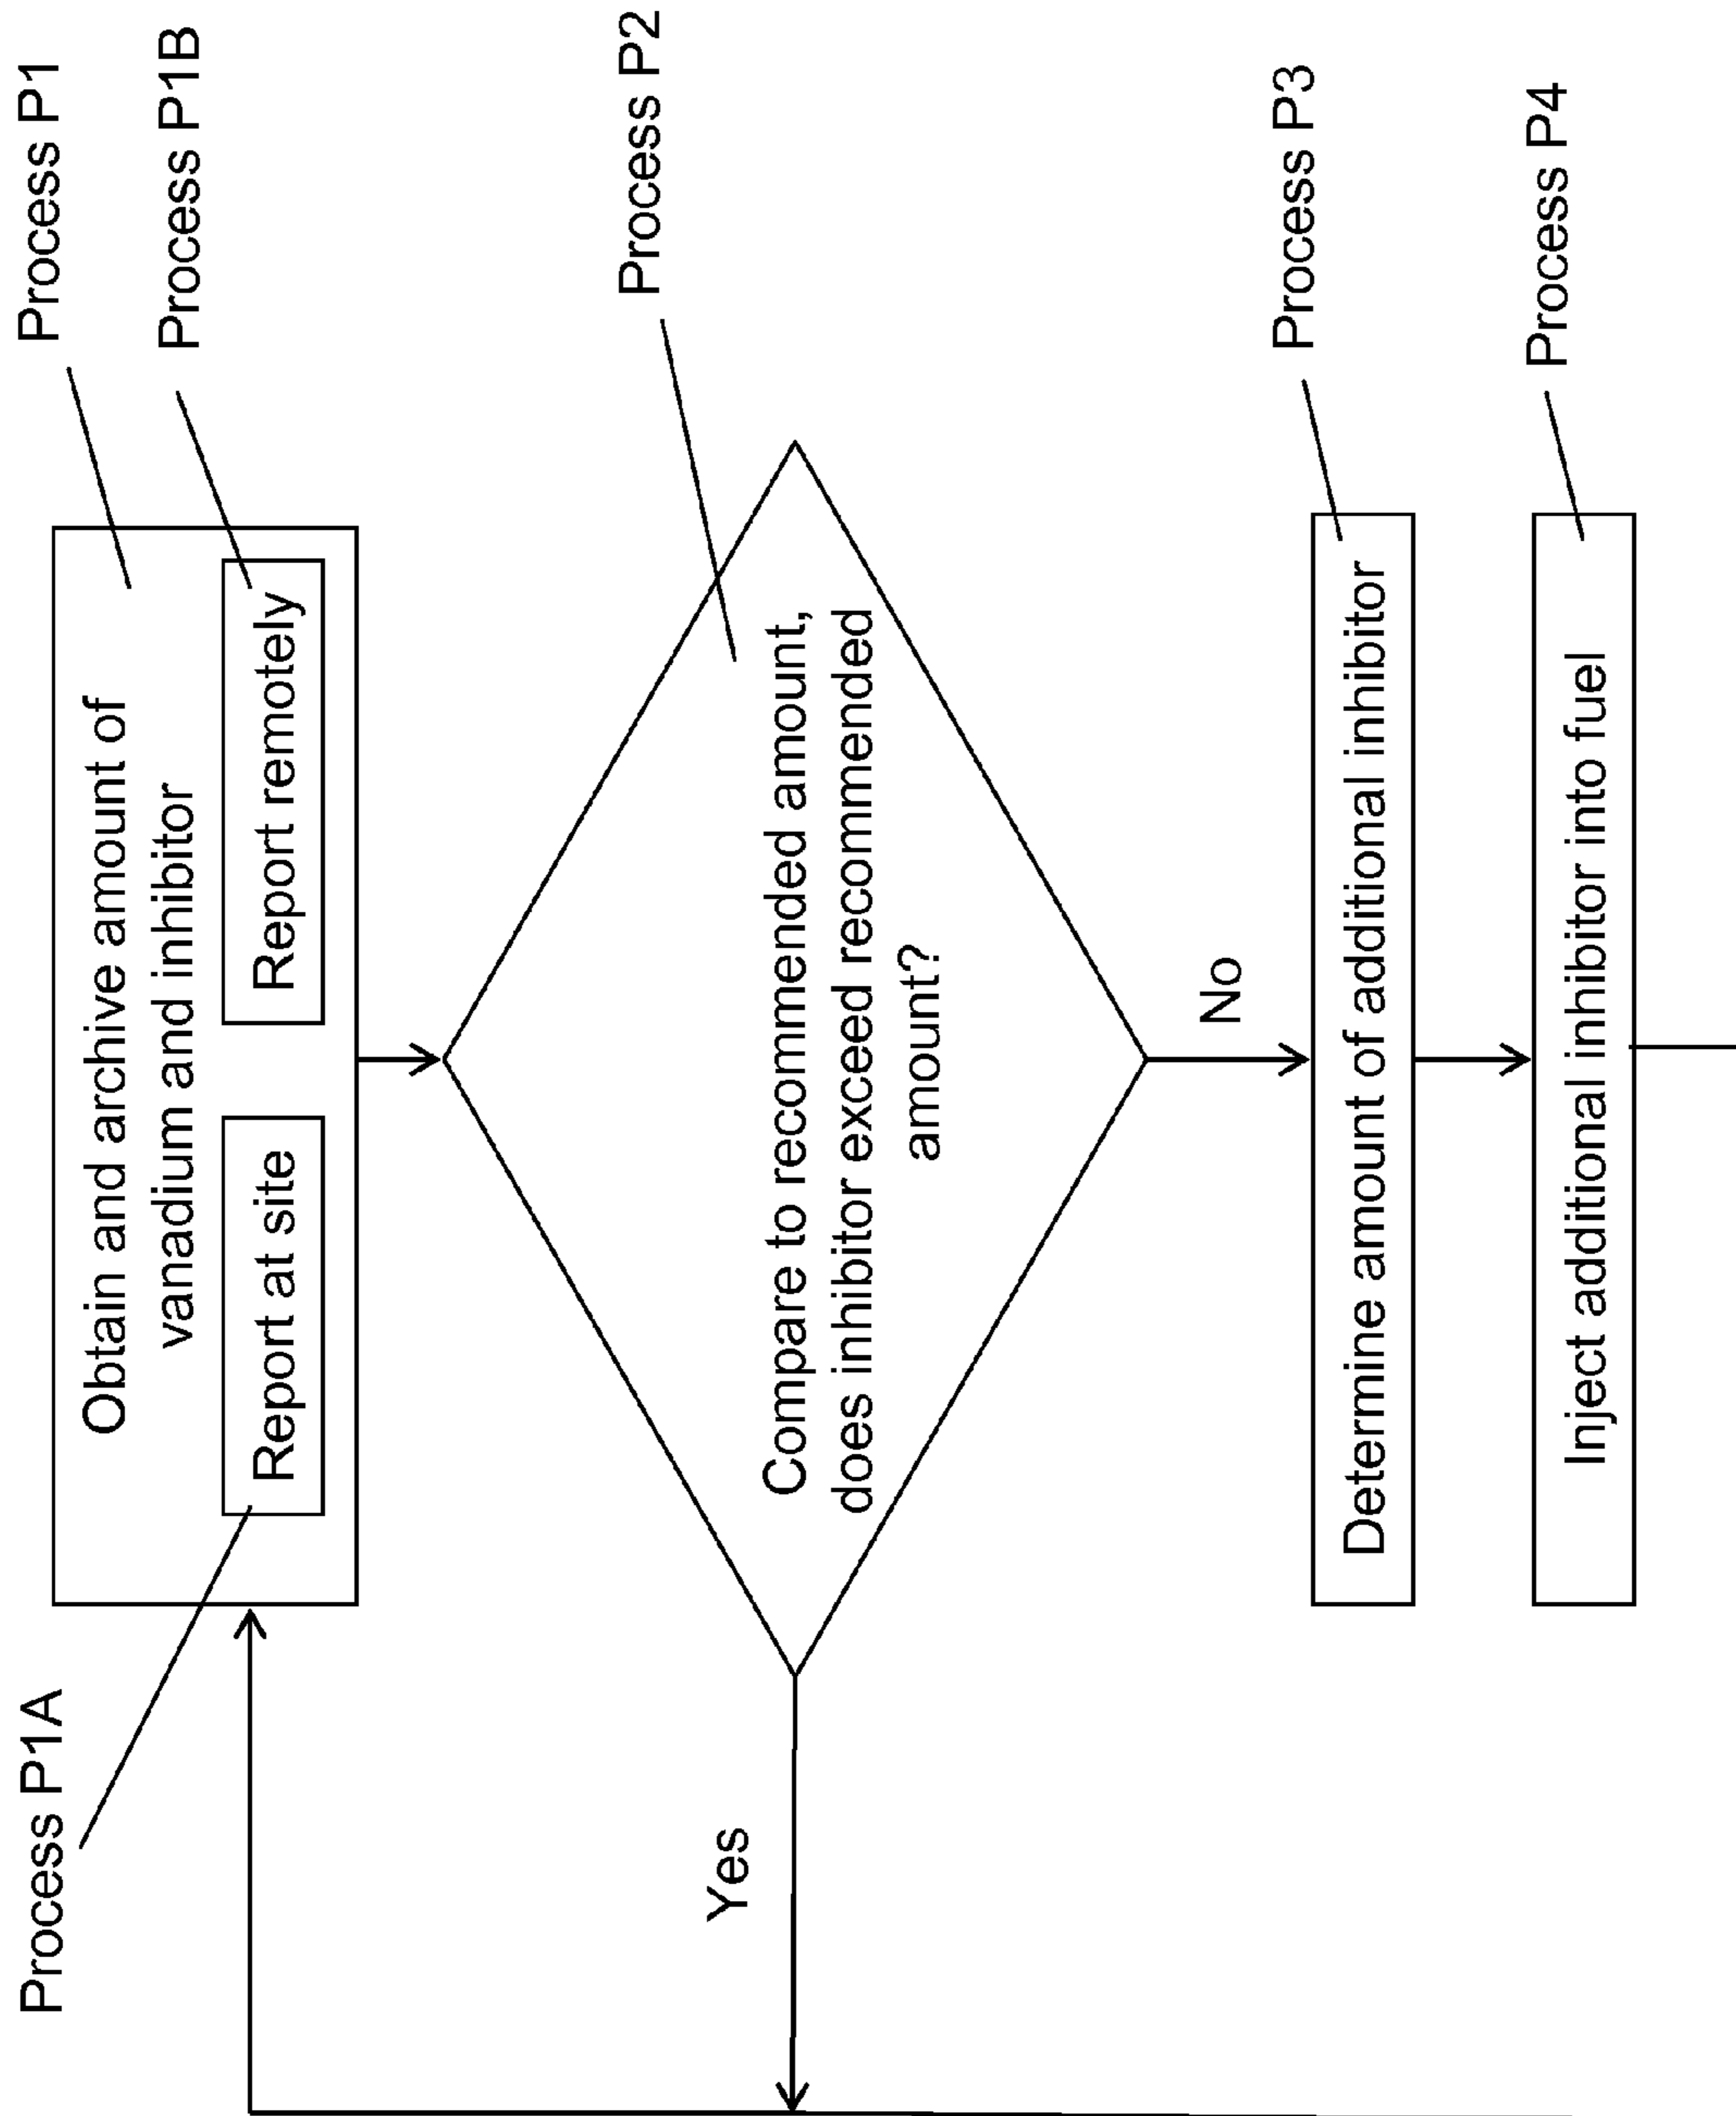 Process P1A
Process P1
Obtain and archive amount of
vanadium and inhibitor
Process P1B
Report at site
Report remotely
Process P2
Yes
Compare to recommended amount,
does inhibitor exceed recommended
amount?
No
Process P3
Determine amount of additional inhibitor
Process P4
Inject additional inhibitor into fuel